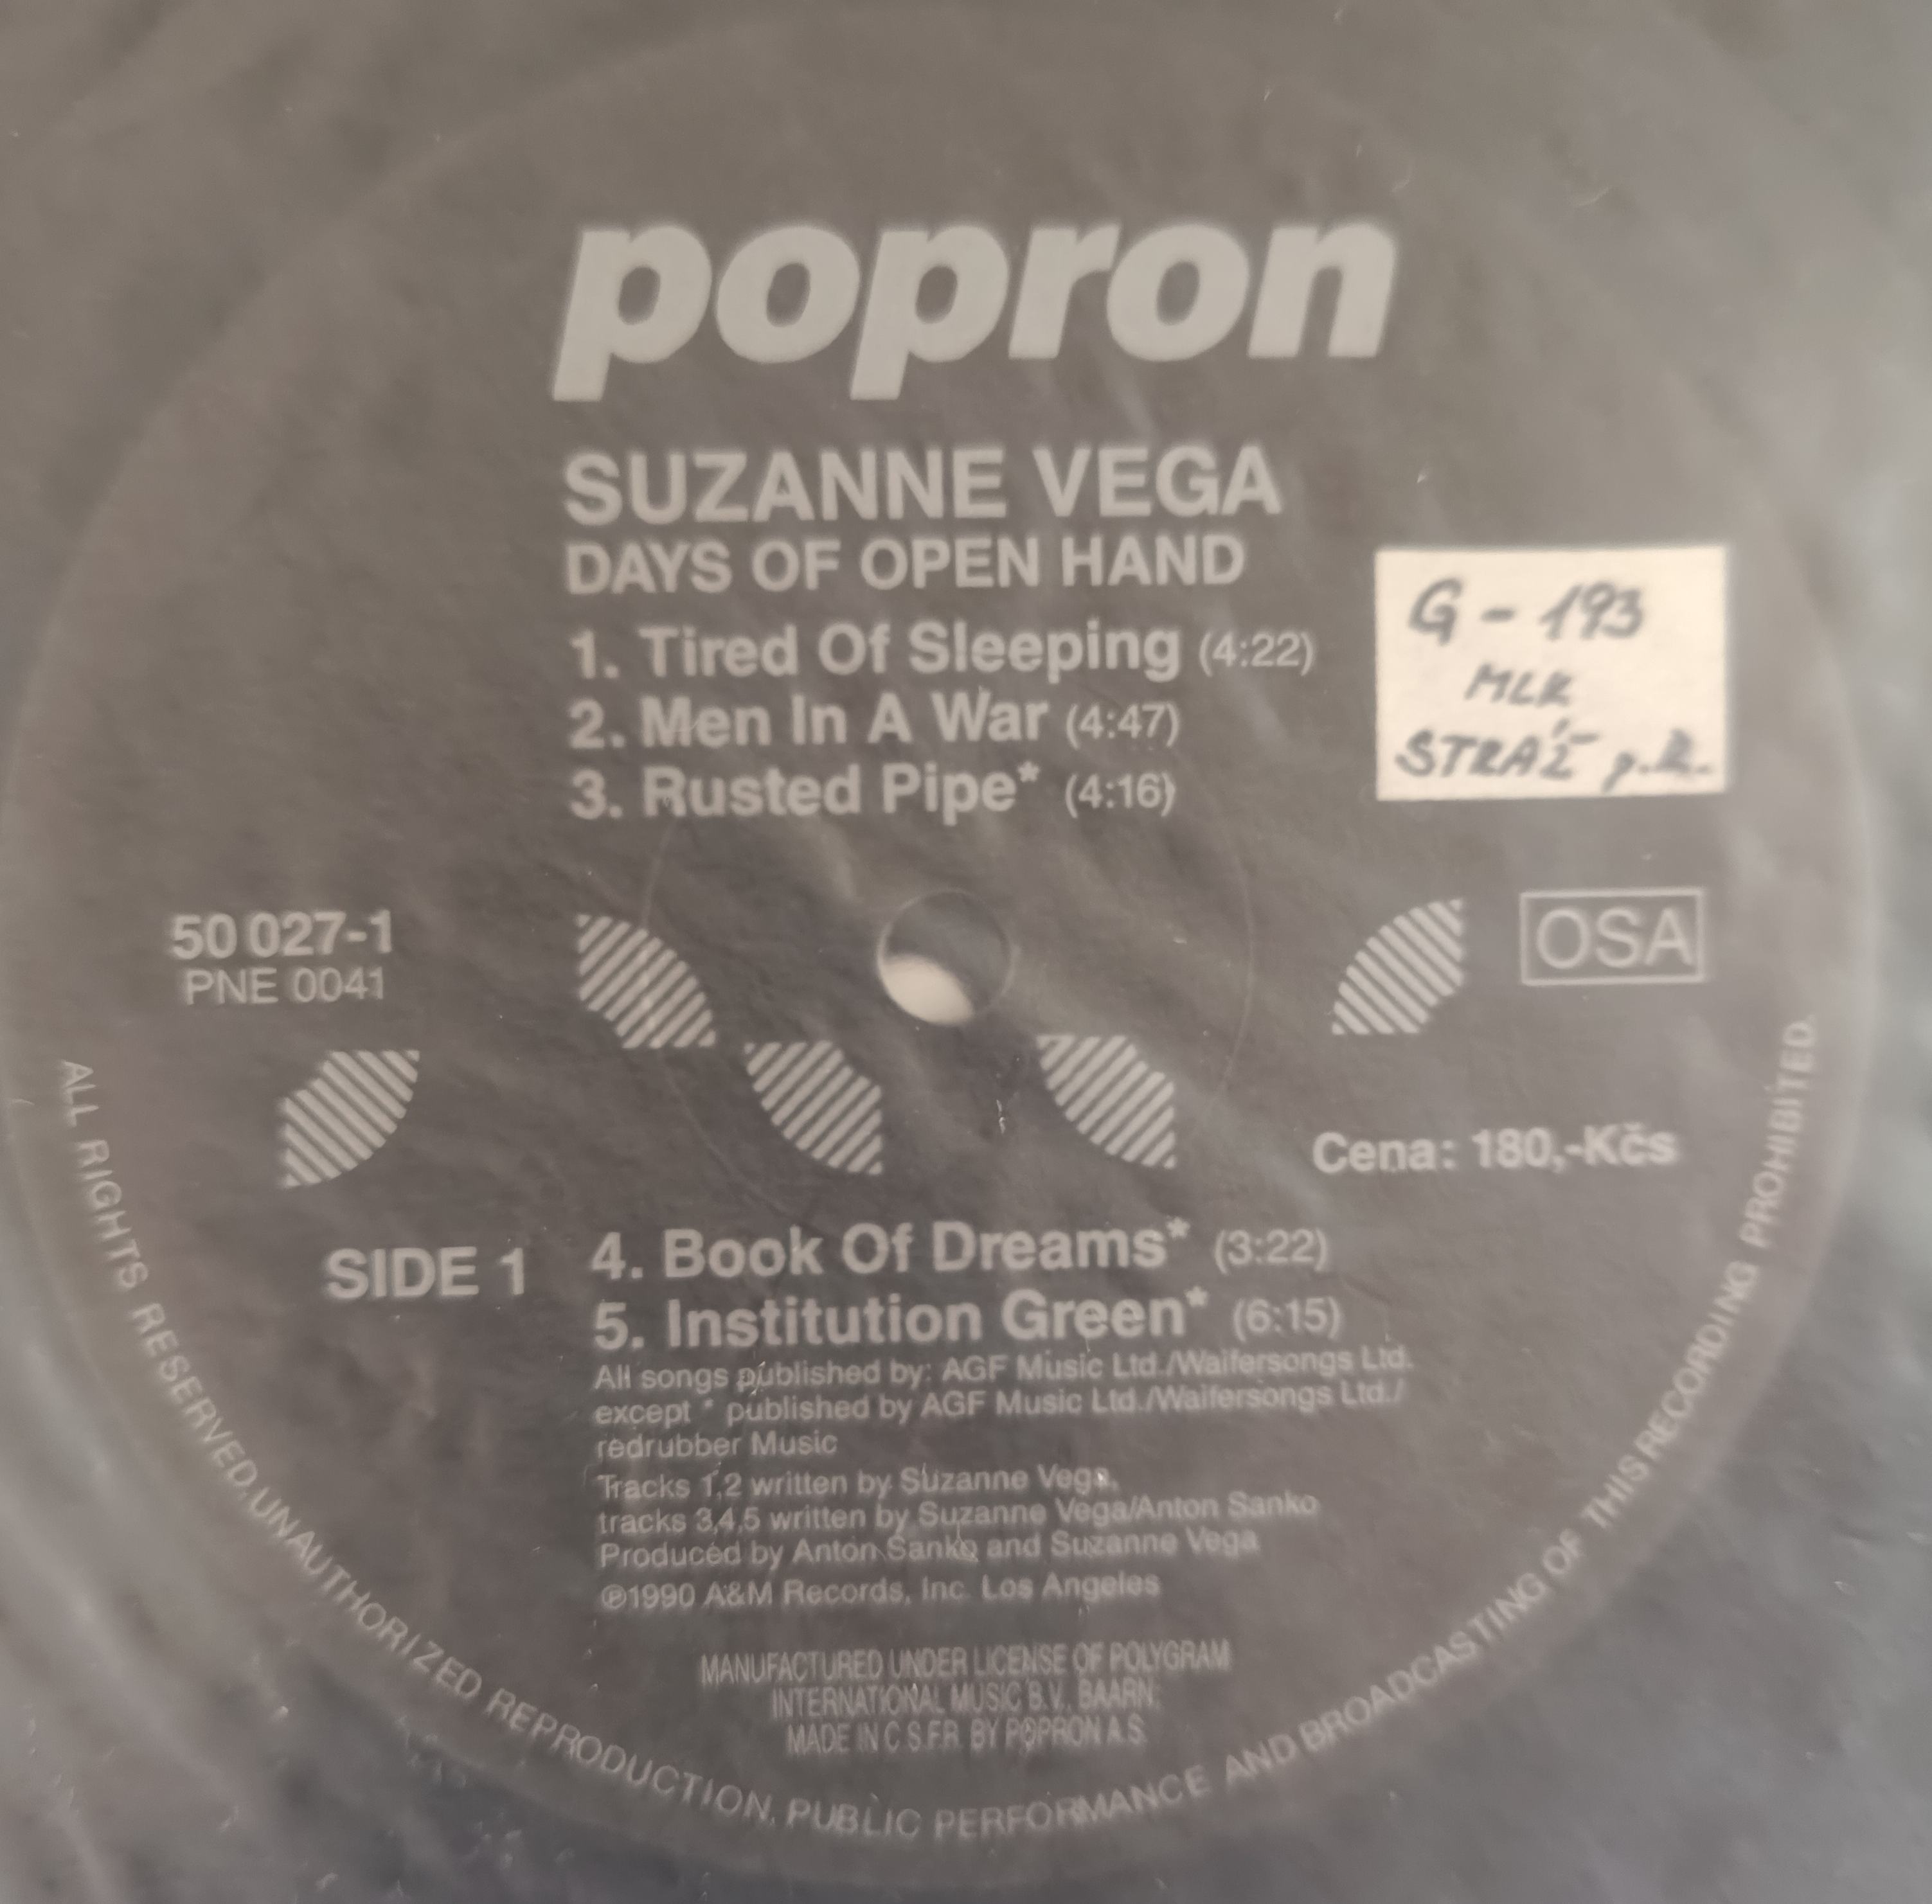 popron
SUZANNE VEGA
DAYS OF OPEN HAND
1. Tired Of Sleeping (4:22)
2. Men In A War (4:47)
3. Rusted Pipe* (4:16)
G-193
MLK
STRÁŽ p.R.
50 027-1
PNE 0041
OSA
Cena: 180,-Kčs
SIDE 1
4. Book Of Dreams* (3:22)
5. Institution Green* (6:15)
All songs published by: AGF Music Ltd./Waifersongs Ltd.
except * published by AGF Music Ltd./Waifersongs Ltd./
redrubber Music
Tracks 1,2 written by Suzanne Vega,
tracks 3,4,5 written by Suzanne Vega/Anton Sanko
Produced by Anton Sanko and Suzanne Vega
℗1990 A&M Records, Inc. Los Angeles
MANUFACTURED UNDER LICENSE OF POLYGRAM
INTERNATIONAL MUSIC B.V., BAARN.
MADE IN C.S.F.R. BY POPRON A.S.
ALL RIGHTS RESERVED. UNAUTHORIZED REPRODUCTION, PUBLIC PERFORMANCE AND BROADCASTING OF THIS RECORDING PROHIBITED.